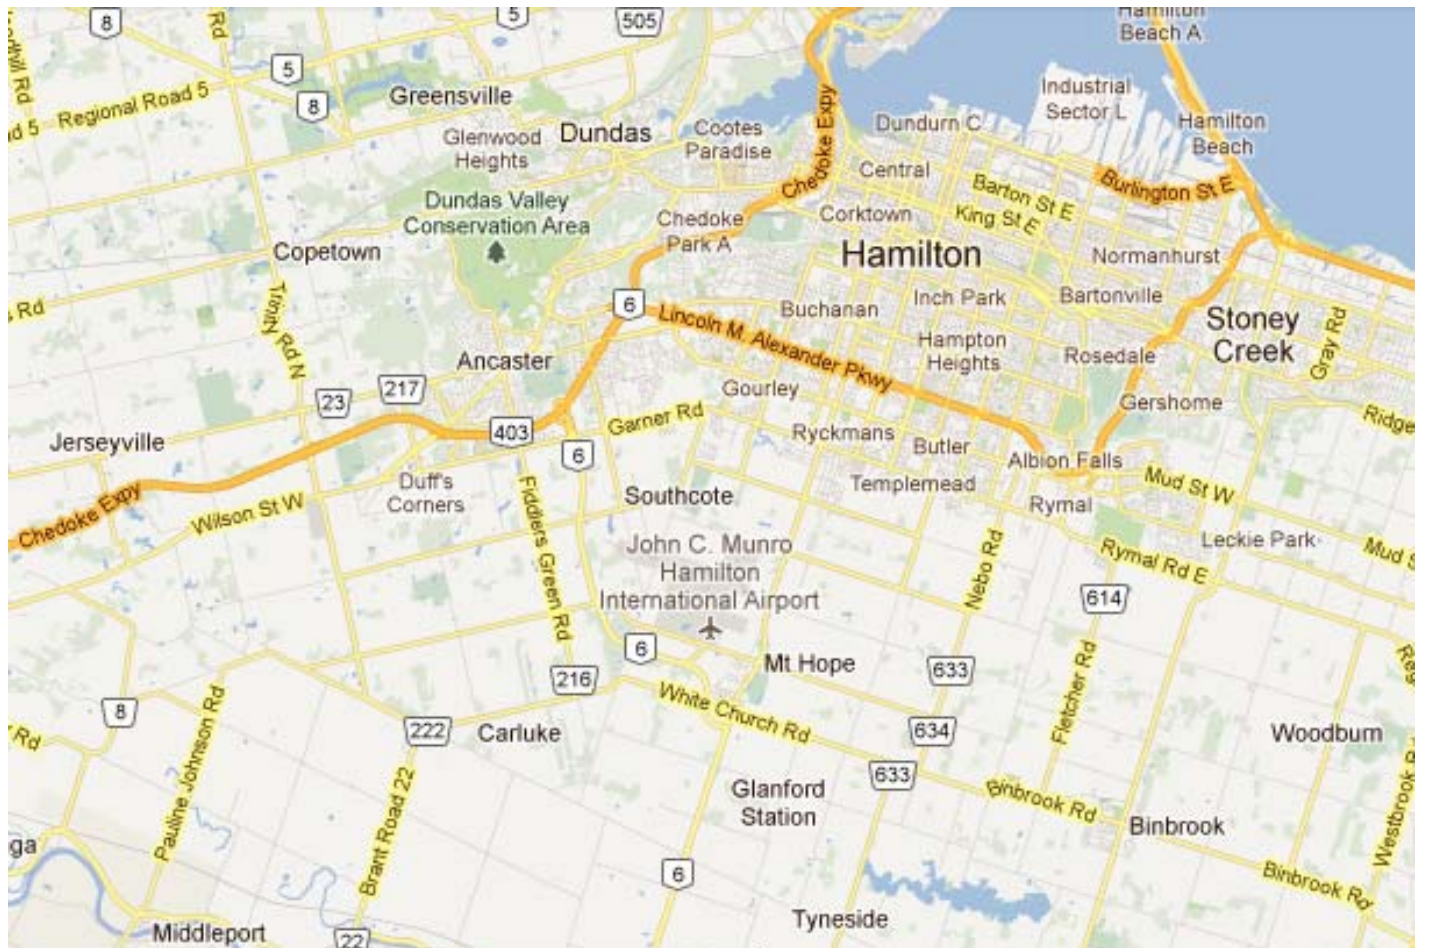 8
5
505
Hamilton
Beach A
Rd
5
8
Regional Road 5
Greensville
Glenwood
Heights
Dundas
Cootes
Paradise
Chedoke Expy
Dundurn C
Industrial
Sector L
Hamilton
Beach
Central
Barton St E
Burlington St E
Dundas Valley
Conservation Area
Chedoke
Park A
Corktown
King St E
Copetown
Hamilton
Normanhurst
Rd
6
Trinity Rd N
Lincoln M. Alexander Pkwy
Buchanan
Inch Park
Bartonville
Stoney
Creek
Gray Rd
Hampton
Heights
Rosedale
Ancaster
23
217
Gourley
Gershome
Jerseyville
403
Garner Rd
Ryckmans
Butler
Ridge
6
Albion Falls
Templemead
Mud St W
Duff's
Corners
Southcote
Rymal
Chedoke Expy
Wilson St W
Fiddlers Green Rd
John C. Munro
Hamilton
International Airport
Nebo Rd
Rymal Rd E
Leckie Park
Mud S
614
6
Mt Hope
633
Fletcher Rd
216
8
Pauline Johnson Rd
222
Carluke
White Church Rd
634
Woodburn
Rd
633
Glanford
Station
Binbrook Rd
Binbrook
Westbrook R
Brant Road 22
ga
6
Binbrook Rd
Middleport
22
Tyneside